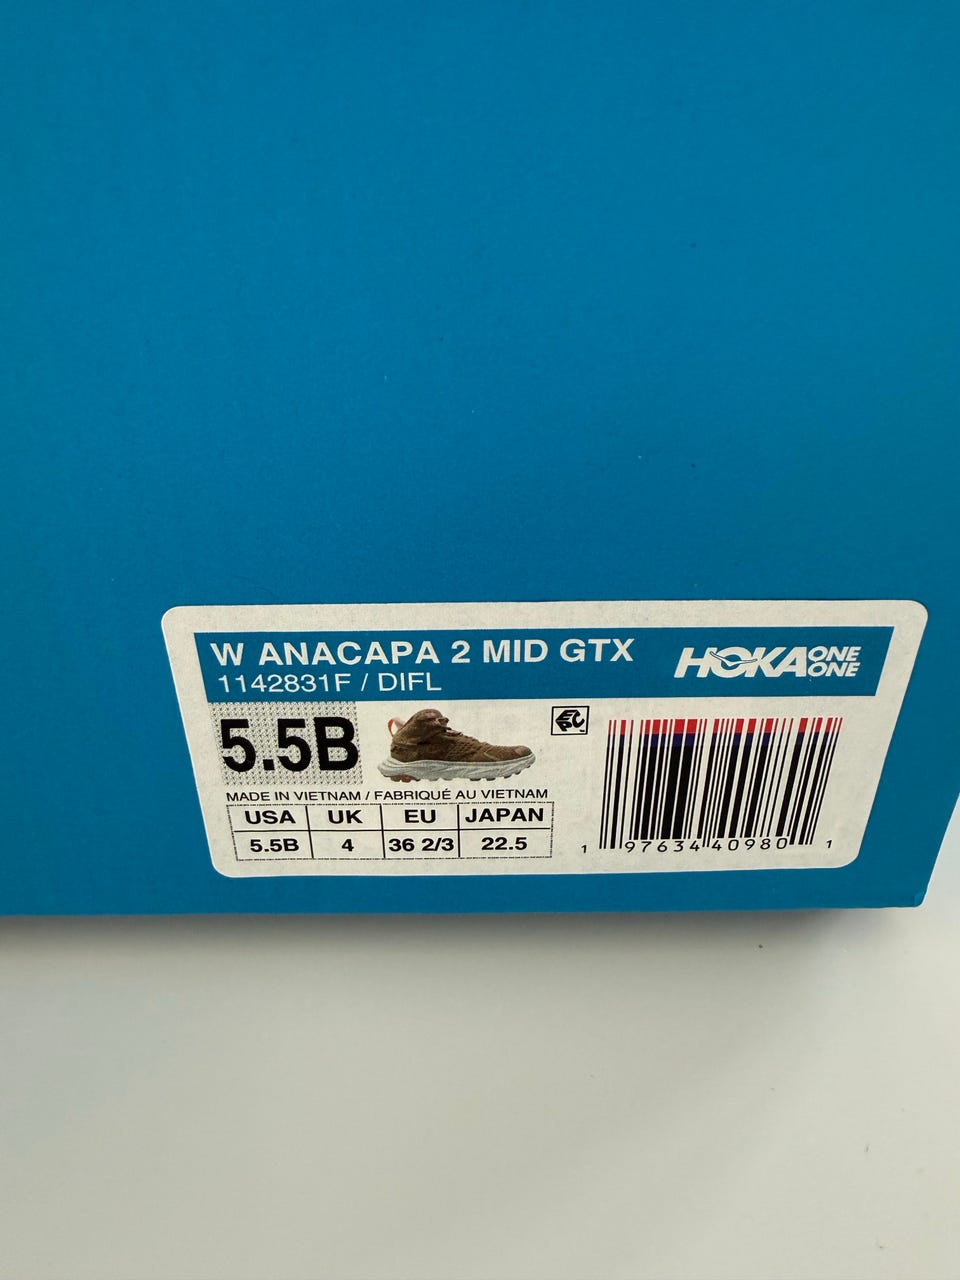 W ANACAPA 2 MID GTX
1142831F / DIFL
HOKA ONE ONE
5.5B
EPC
MADE IN VIETNAM / FABRIQUÉ AU VIETNAM
USA UK EU JAPAN
5.5B 4 36 2/3 22.5
1 97634 40980 1